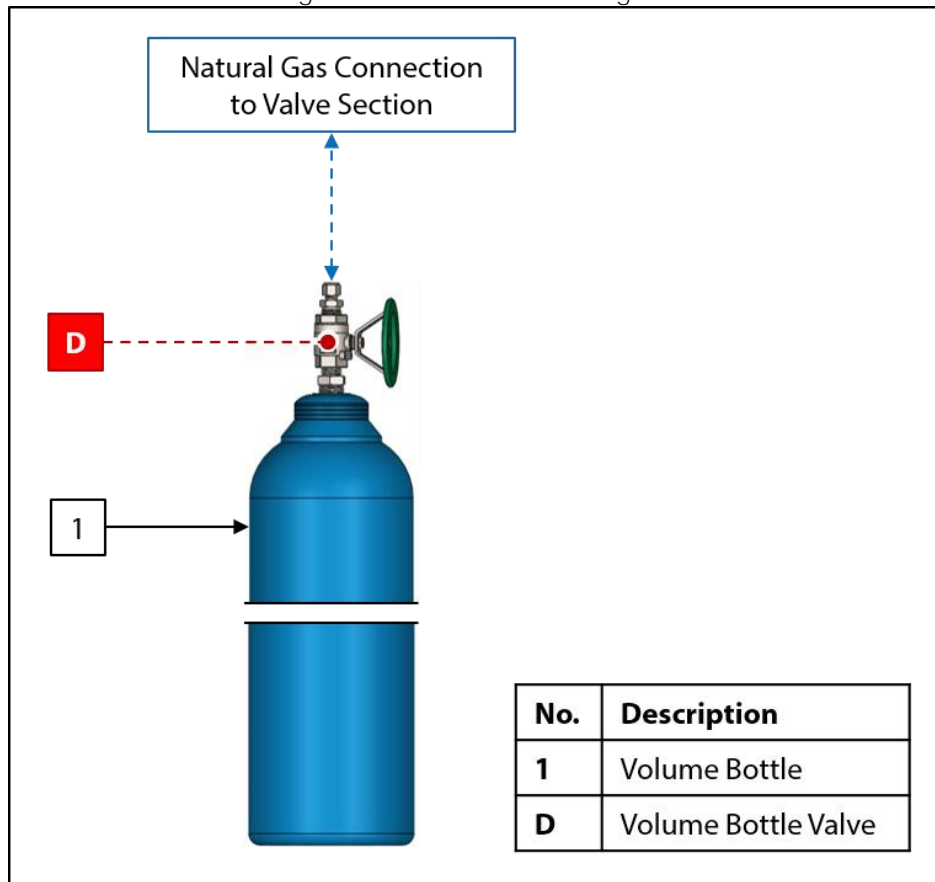 Natural Gas Connection
to Valve Section
D
1
No. Description
1 Volume Bottle
D Volume Bottle Valve